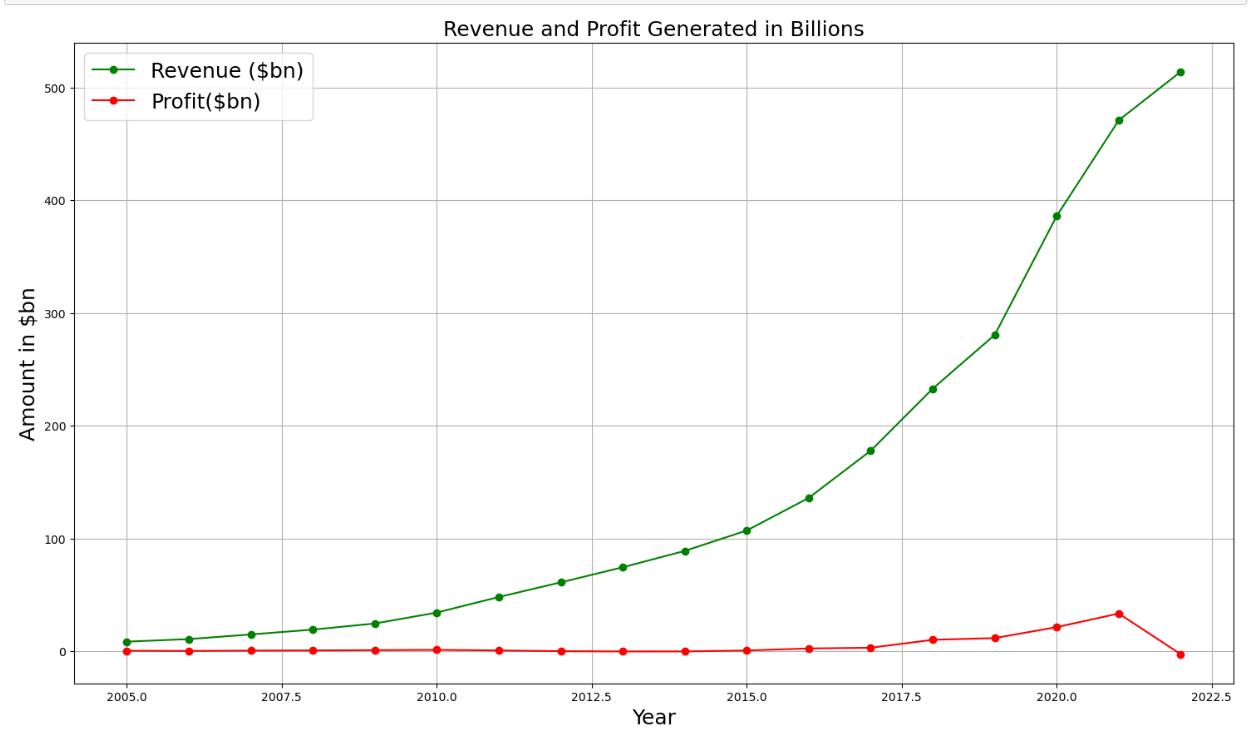 Revenue and Profit Generated in Billions
Revenue ($bn)
Profit($bn)
Amount in $bn
500
400
300
200
100
0
2005.0 2007.5 2010.0 2012.5 2015.0 2017.5 2020.0 2022.5
Year